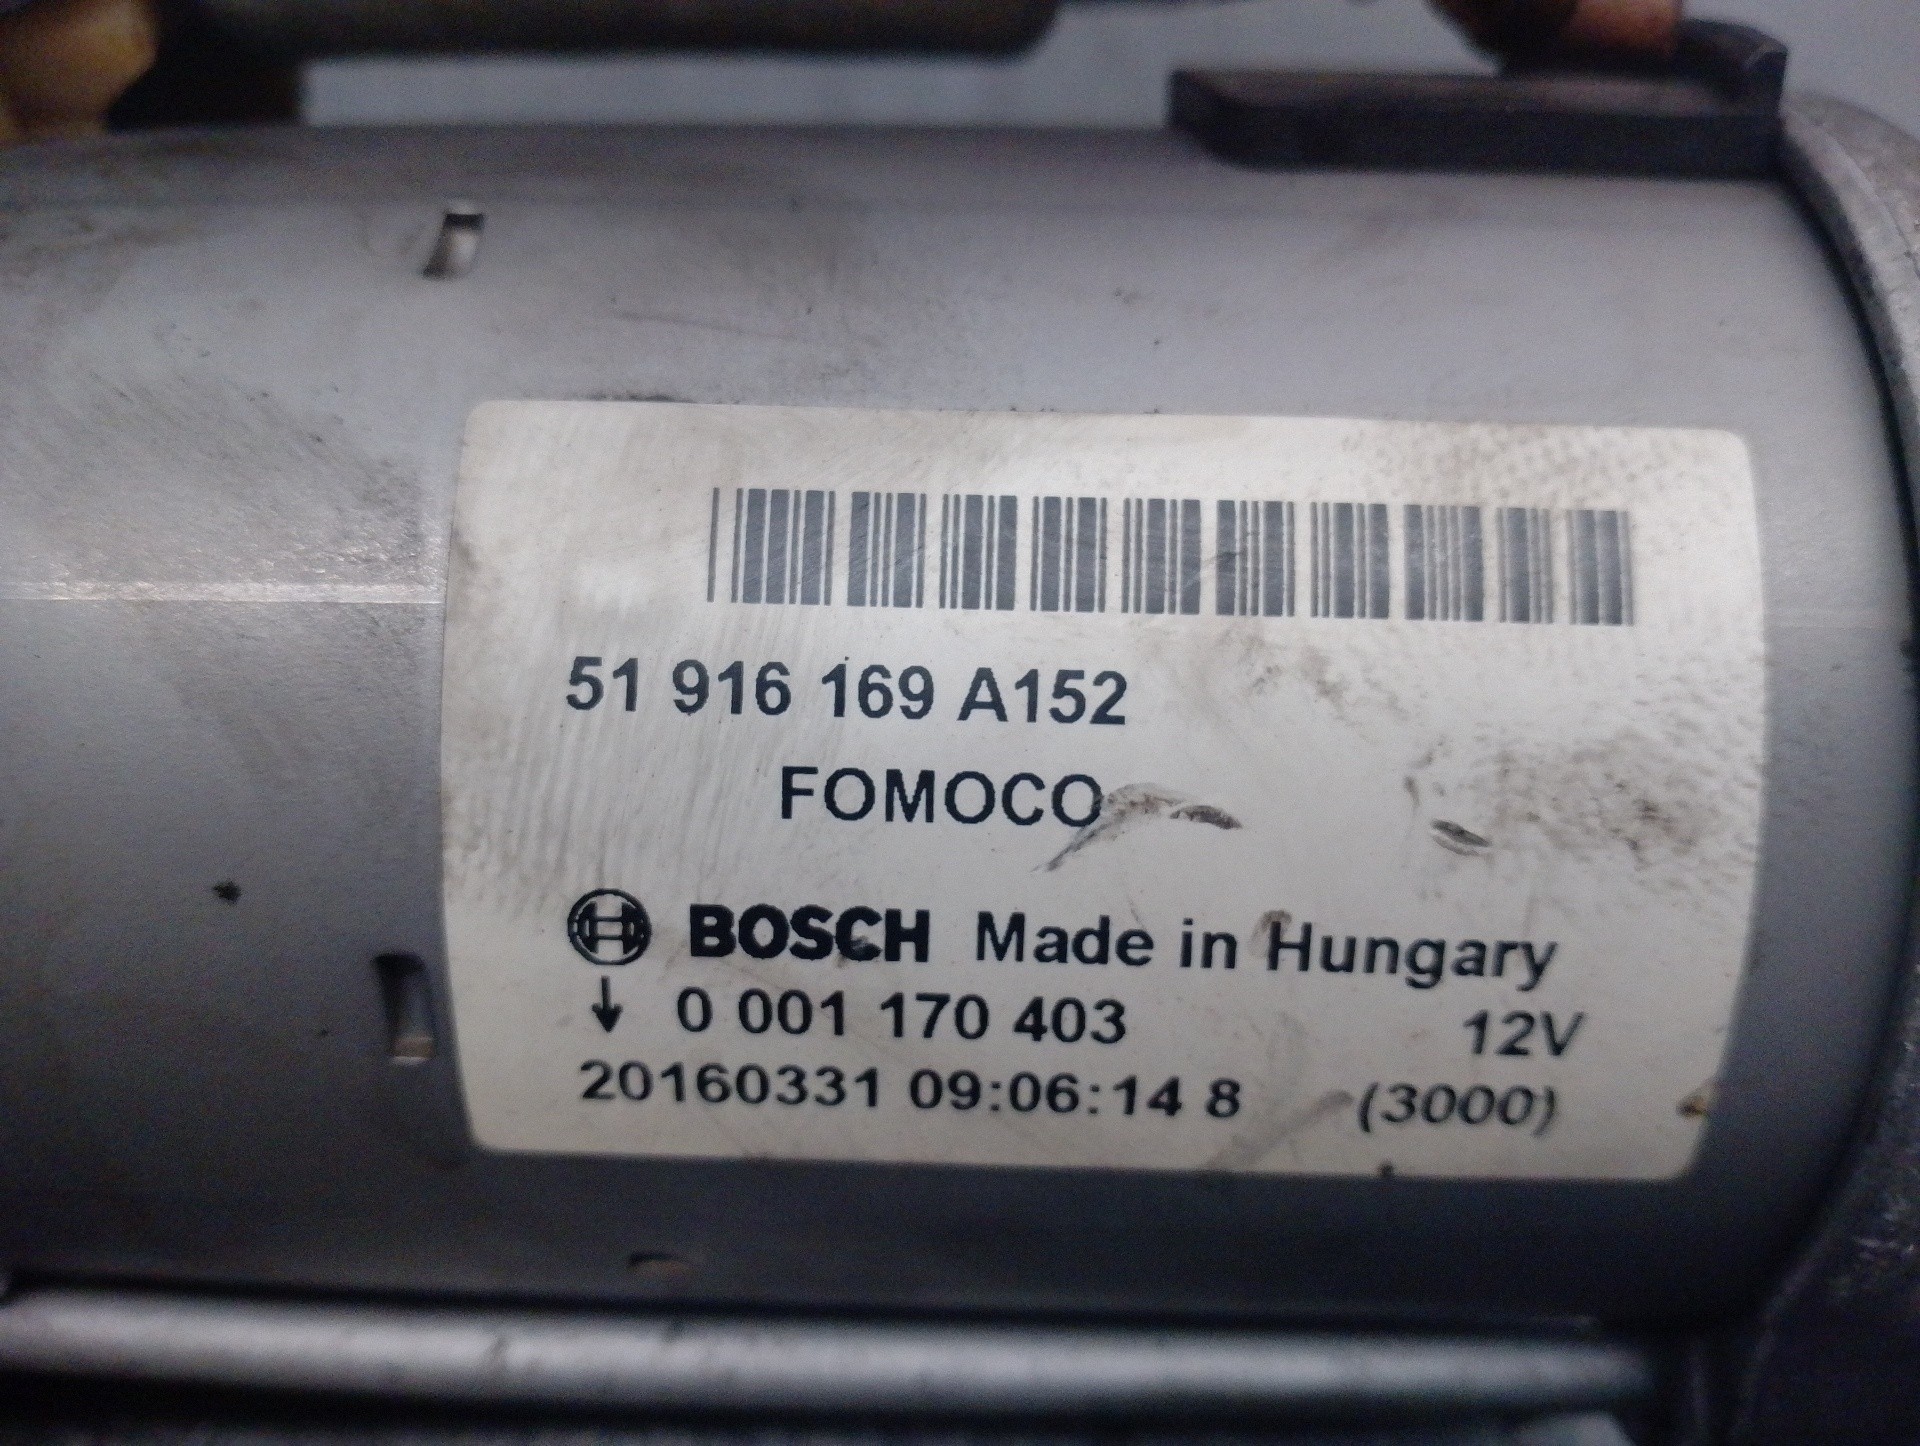 51 916 169 A152
FOMOCO
BOSCH Made in Hungary
↓ 0 001 170 403 12V
20160331 09:06:14 8 (3000)